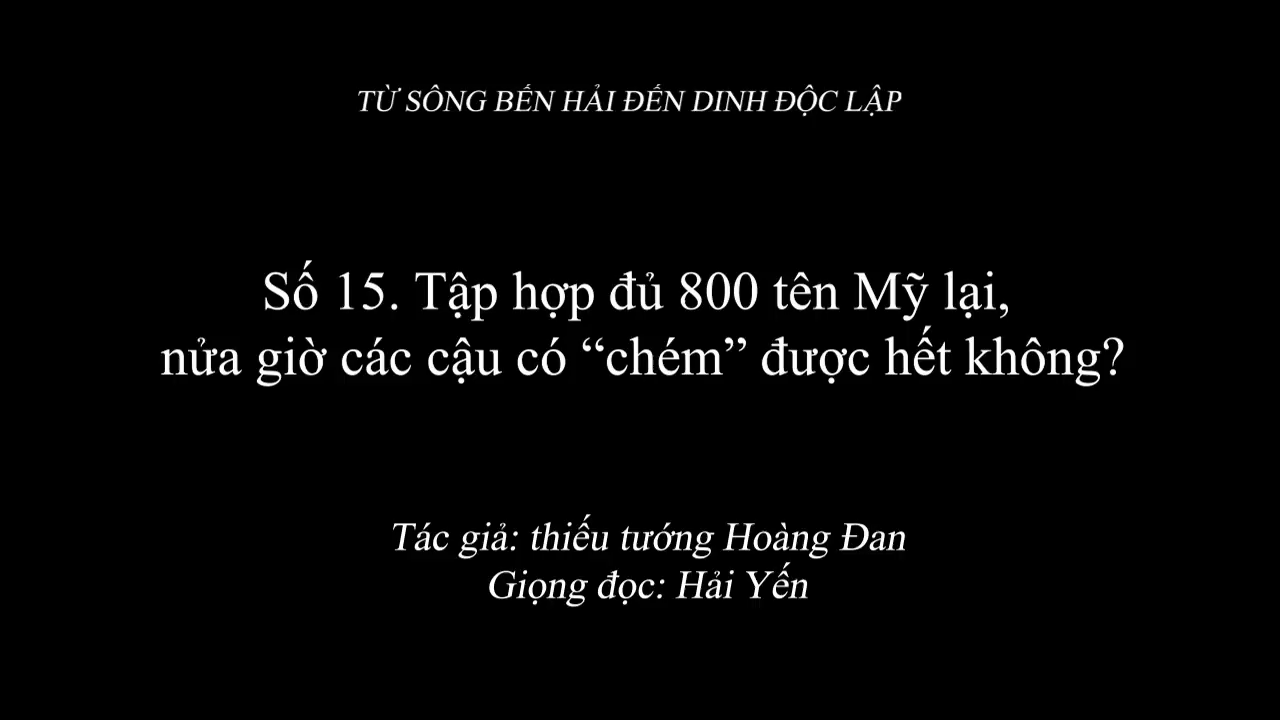 TỪ SÔNG BẾN HẢI ĐẾN DINH ĐỘC LẬP
Số 15. Tập hợp đủ 800 tên Mỹ lại,
nửa giờ các cậu có “chém” được hết không?
Tác giả: thiếu tướng Hoàng Đan
Giọng đọc: Hải Yến